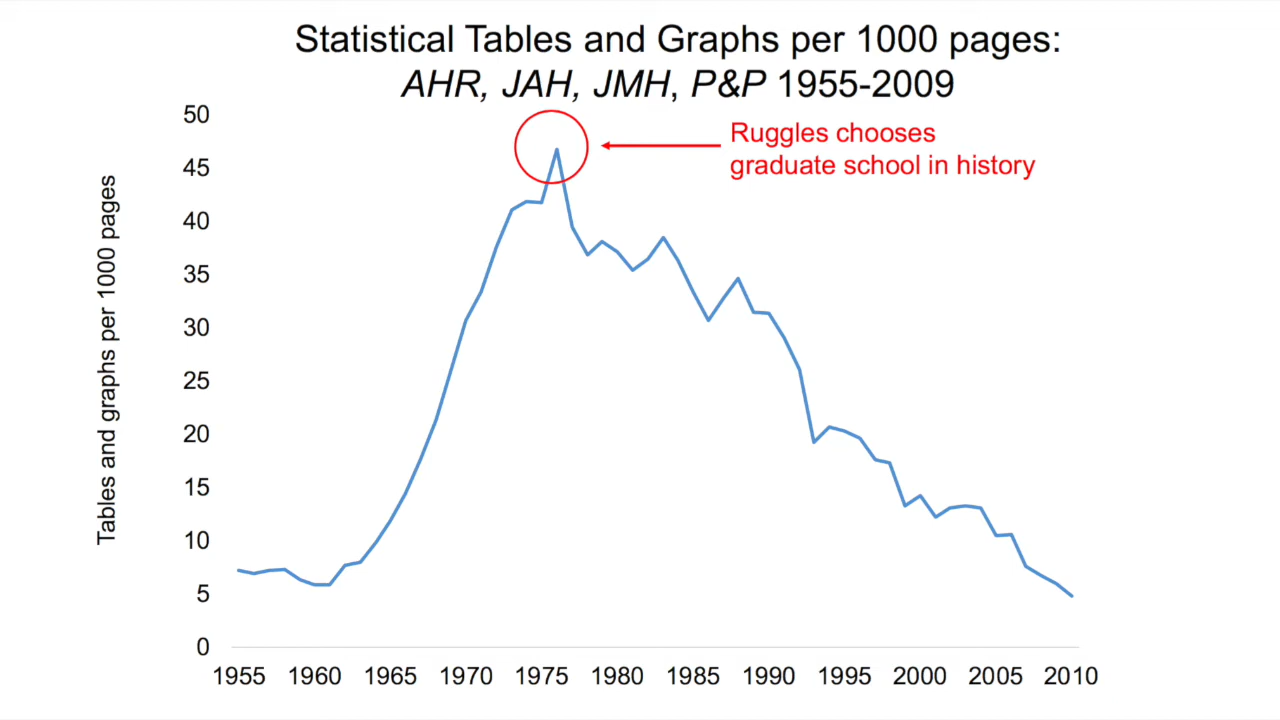 Statistical Tables and Graphs per 1000 pages:
AHR, JAH, JMH, P&P 1955-2009
Ruggles chooses
graduate school in history
Tables and graphs per 1000 pages
50
45
40
35
30
25
20
15
10
5
0
1955 1960 1965 1970 1975 1980 1985 1990 1995 2000 2005 2010